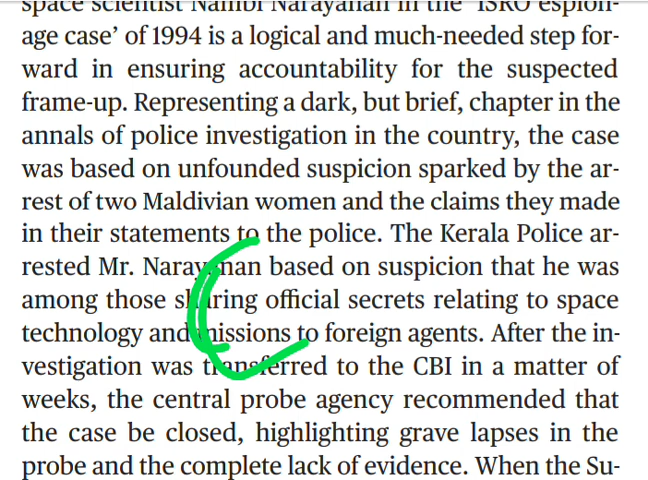 space scientist Nambi Narayanan in the ‘ISRO espion-
age case’ of 1994 is a logical and much-needed step for-
ward in ensuring accountability for the suspected
frame-up. Representing a dark, but brief, chapter in the
annals of police investigation in the country, the case
was based on unfounded suspicion sparked by the ar-
rest of two Maldivian women and the claims they made
in their statements to the police. The Kerala Police ar-
rested Mr. Narayanan based on suspicion that he was
among those sharing official secrets relating to space
technology and missions to foreign agents. After the in-
vestigation was transferred to the CBI in a matter of
weeks, the central probe agency recommended that
the case be closed, highlighting grave lapses in the
probe and the complete lack of evidence. When the Su-